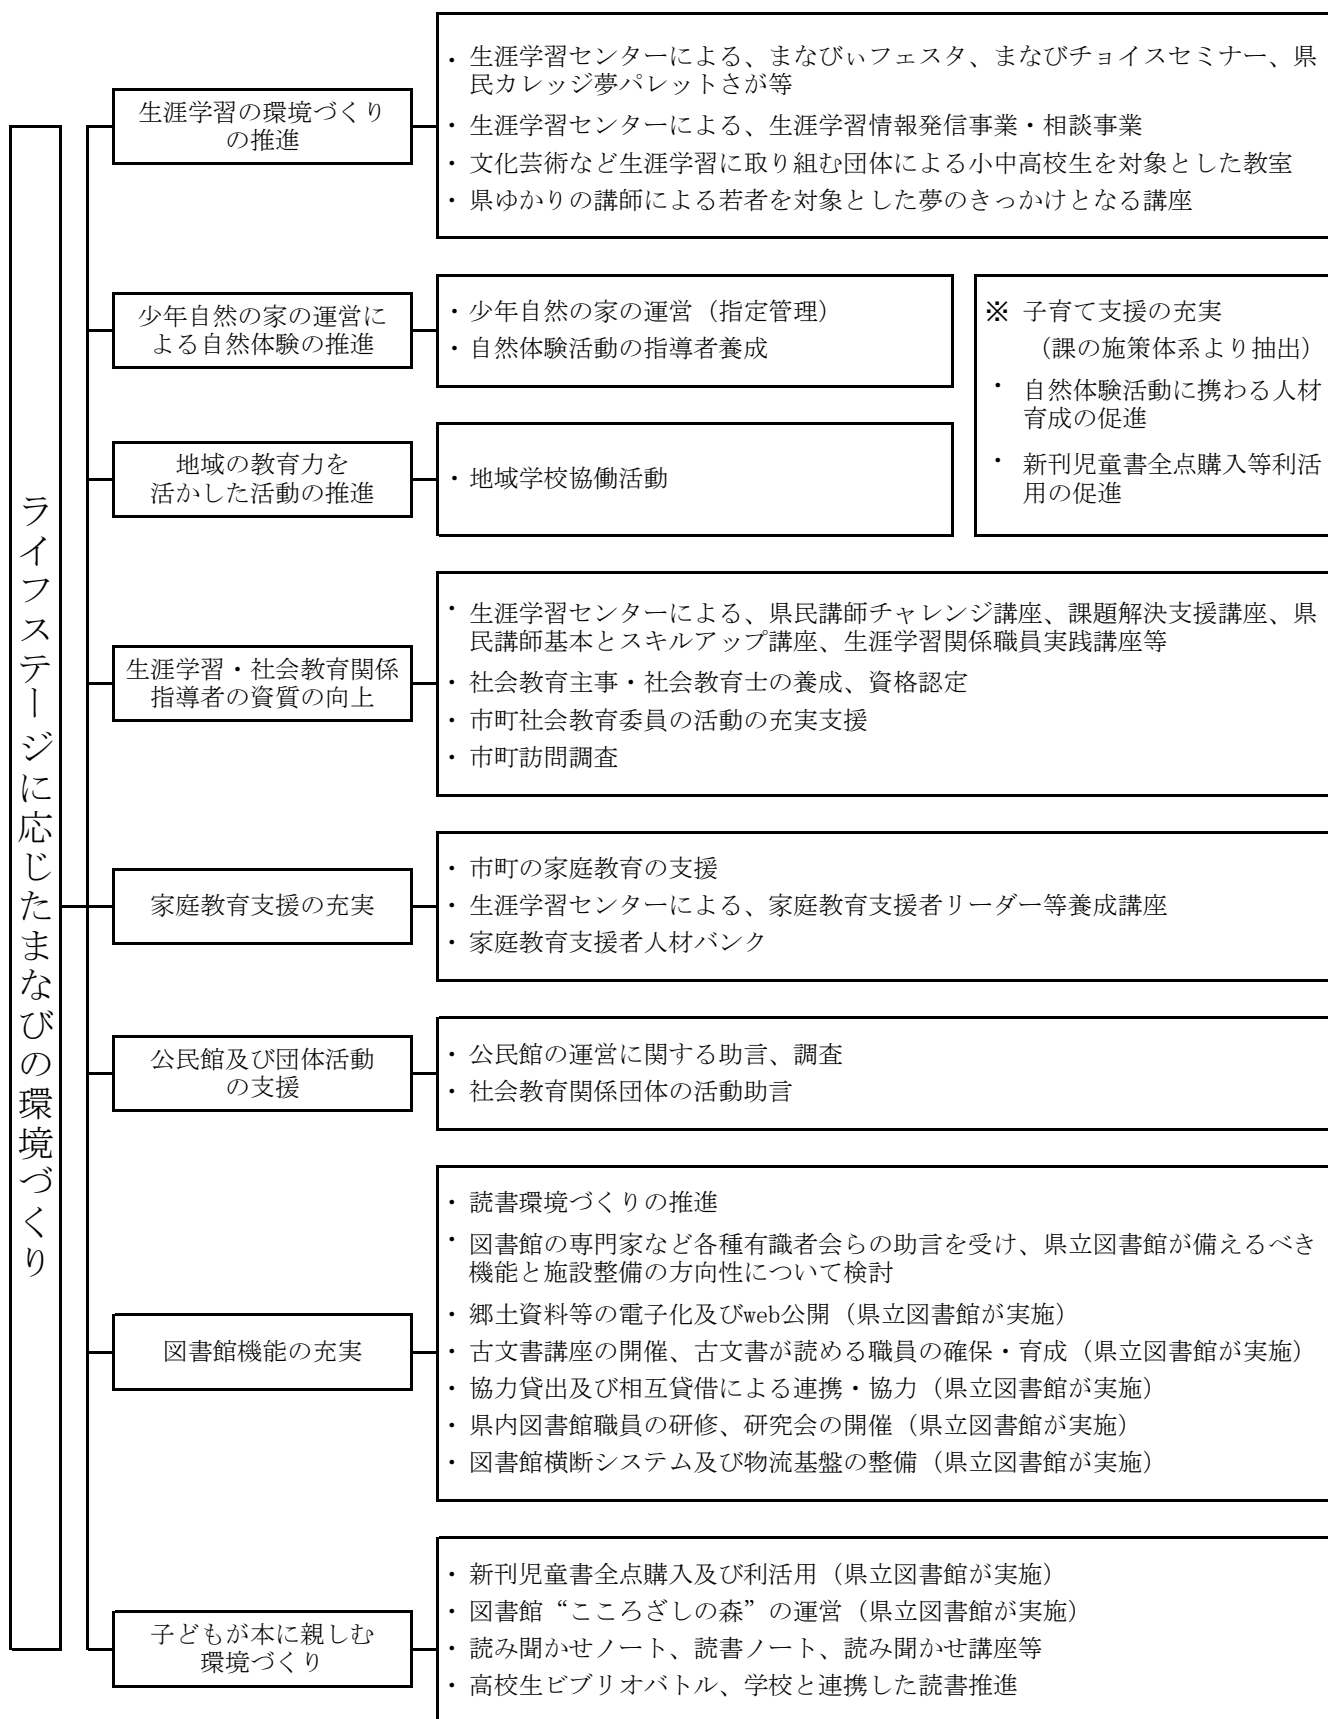 ライフステージに応じたまなびの環境づくり
生涯学習の環境づくり
の推進
・ 生涯学習センターによる、まなびぃフェスタ、まなびチョイスセミナー、県
民カレッジ夢パレットさが等
・ 生涯学習センターによる、生涯学習情報発信事業・相談事業
・ 文化芸術など生涯学習に取り組む団体による小中高校生を対象とした教室
・ 県ゆかりの講師による若者を対象とした夢のきっかけとなる講座
少年自然の家の運営に
よる自然体験の推進
・ 少年自然の家の運営（指定管理）
・ 自然体験活動の指導者養成
※ 子育て支援の充実
（課の施策体系より抽出）
・ 自然体験活動に携わる人材
育成の促進
・ 新刊児童書全点購入等利活
用の促進
地域の教育力を
活かした活動の推進
・ 地域学校協働活動
生涯学習・社会教育関係
指導者の資質の向上
・ 生涯学習センターによる、県民講師チャレンジ講座、課題解決支援講座、県
民講師基本とスキルアップ講座、生涯学習関係職員実践講座等
・ 社会教育主事・社会教育士の養成、資格認定
・ 市町社会教育委員の活動の充実支援
・ 市町訪問調査
家庭教育支援の充実
・ 市町の家庭教育の支援
・ 生涯学習センターによる、家庭教育支援者リーダー等養成講座
・ 家庭教育支援者人材バンク
公民館及び団体活動
の支援
・ 公民館の運営に関する助言、調査
・ 社会教育関係団体の活動助言
図書館機能の充実
・ 読書環境づくりの推進
・ 図書館の専門家など各種有識者会らの助言を受け、県立図書館が備えるべき
機能と施設整備の方向性について検討
・ 郷土資料等の電子化及びweb公開（県立図書館が実施）
・ 古文書講座の開催、古文書が読める職員の確保・育成（県立図書館が実施）
・ 協力貸出及び相互貸借による連携・協力（県立図書館が実施）
・ 県内図書館職員の研修、研究会の開催（県立図書館が実施）
・ 図書館横断システム及び物流基盤の整備（県立図書館が実施）
子どもが本に親しむ
環境づくり
・ 新刊児童書全点購入及び利活用（県立図書館が実施）
・ 図書館“こころざしの森”の運営（県立図書館が実施）
・ 読み聞かせノート、読書ノート、読み聞かせ講座等
・ 高校生ビブリオバトル、学校と連携した読書推進